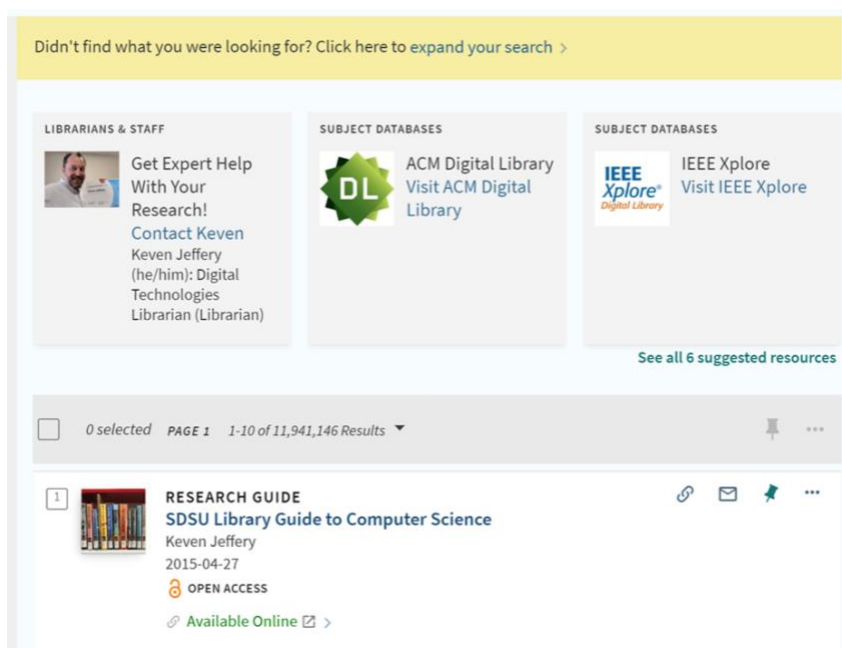 Didn't find what you were looking for? Click here to expand your search >
LIBRARIANS & STAFF
Get Expert Help
With Your
Research!
Contact Keven
Keven Jeffery
(he/him): Digital
Technologies
Librarian (Librarian)
SUBJECT DATABASES
DL
ACM Digital Library
Visit ACM Digital
Library
SUBJECT DATABASES
IEEE
Xplore®
Digital Library
IEEE Xplore
Visit IEEE Xplore
See all 6 suggested resources
0 selected PAGE 1 1-10 of 11,941,146 Results
1
RESEARCH GUIDE
SDSU Library Guide to Computer Science
Keven Jeffery
2015-04-27
OPEN ACCESS
Available Online >